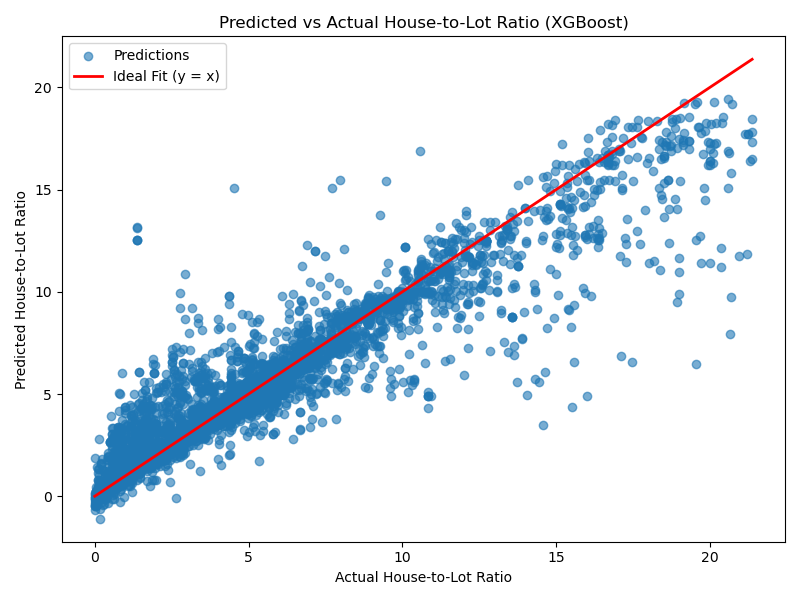 Predicted vs Actual House-to-Lot Ratio (XGBoost)
Predictions
Ideal Fit (y = x)
20
15
10
5
0
Predicted House-to-Lot Ratio
0 5 10 15 20
Actual House-to-Lot Ratio